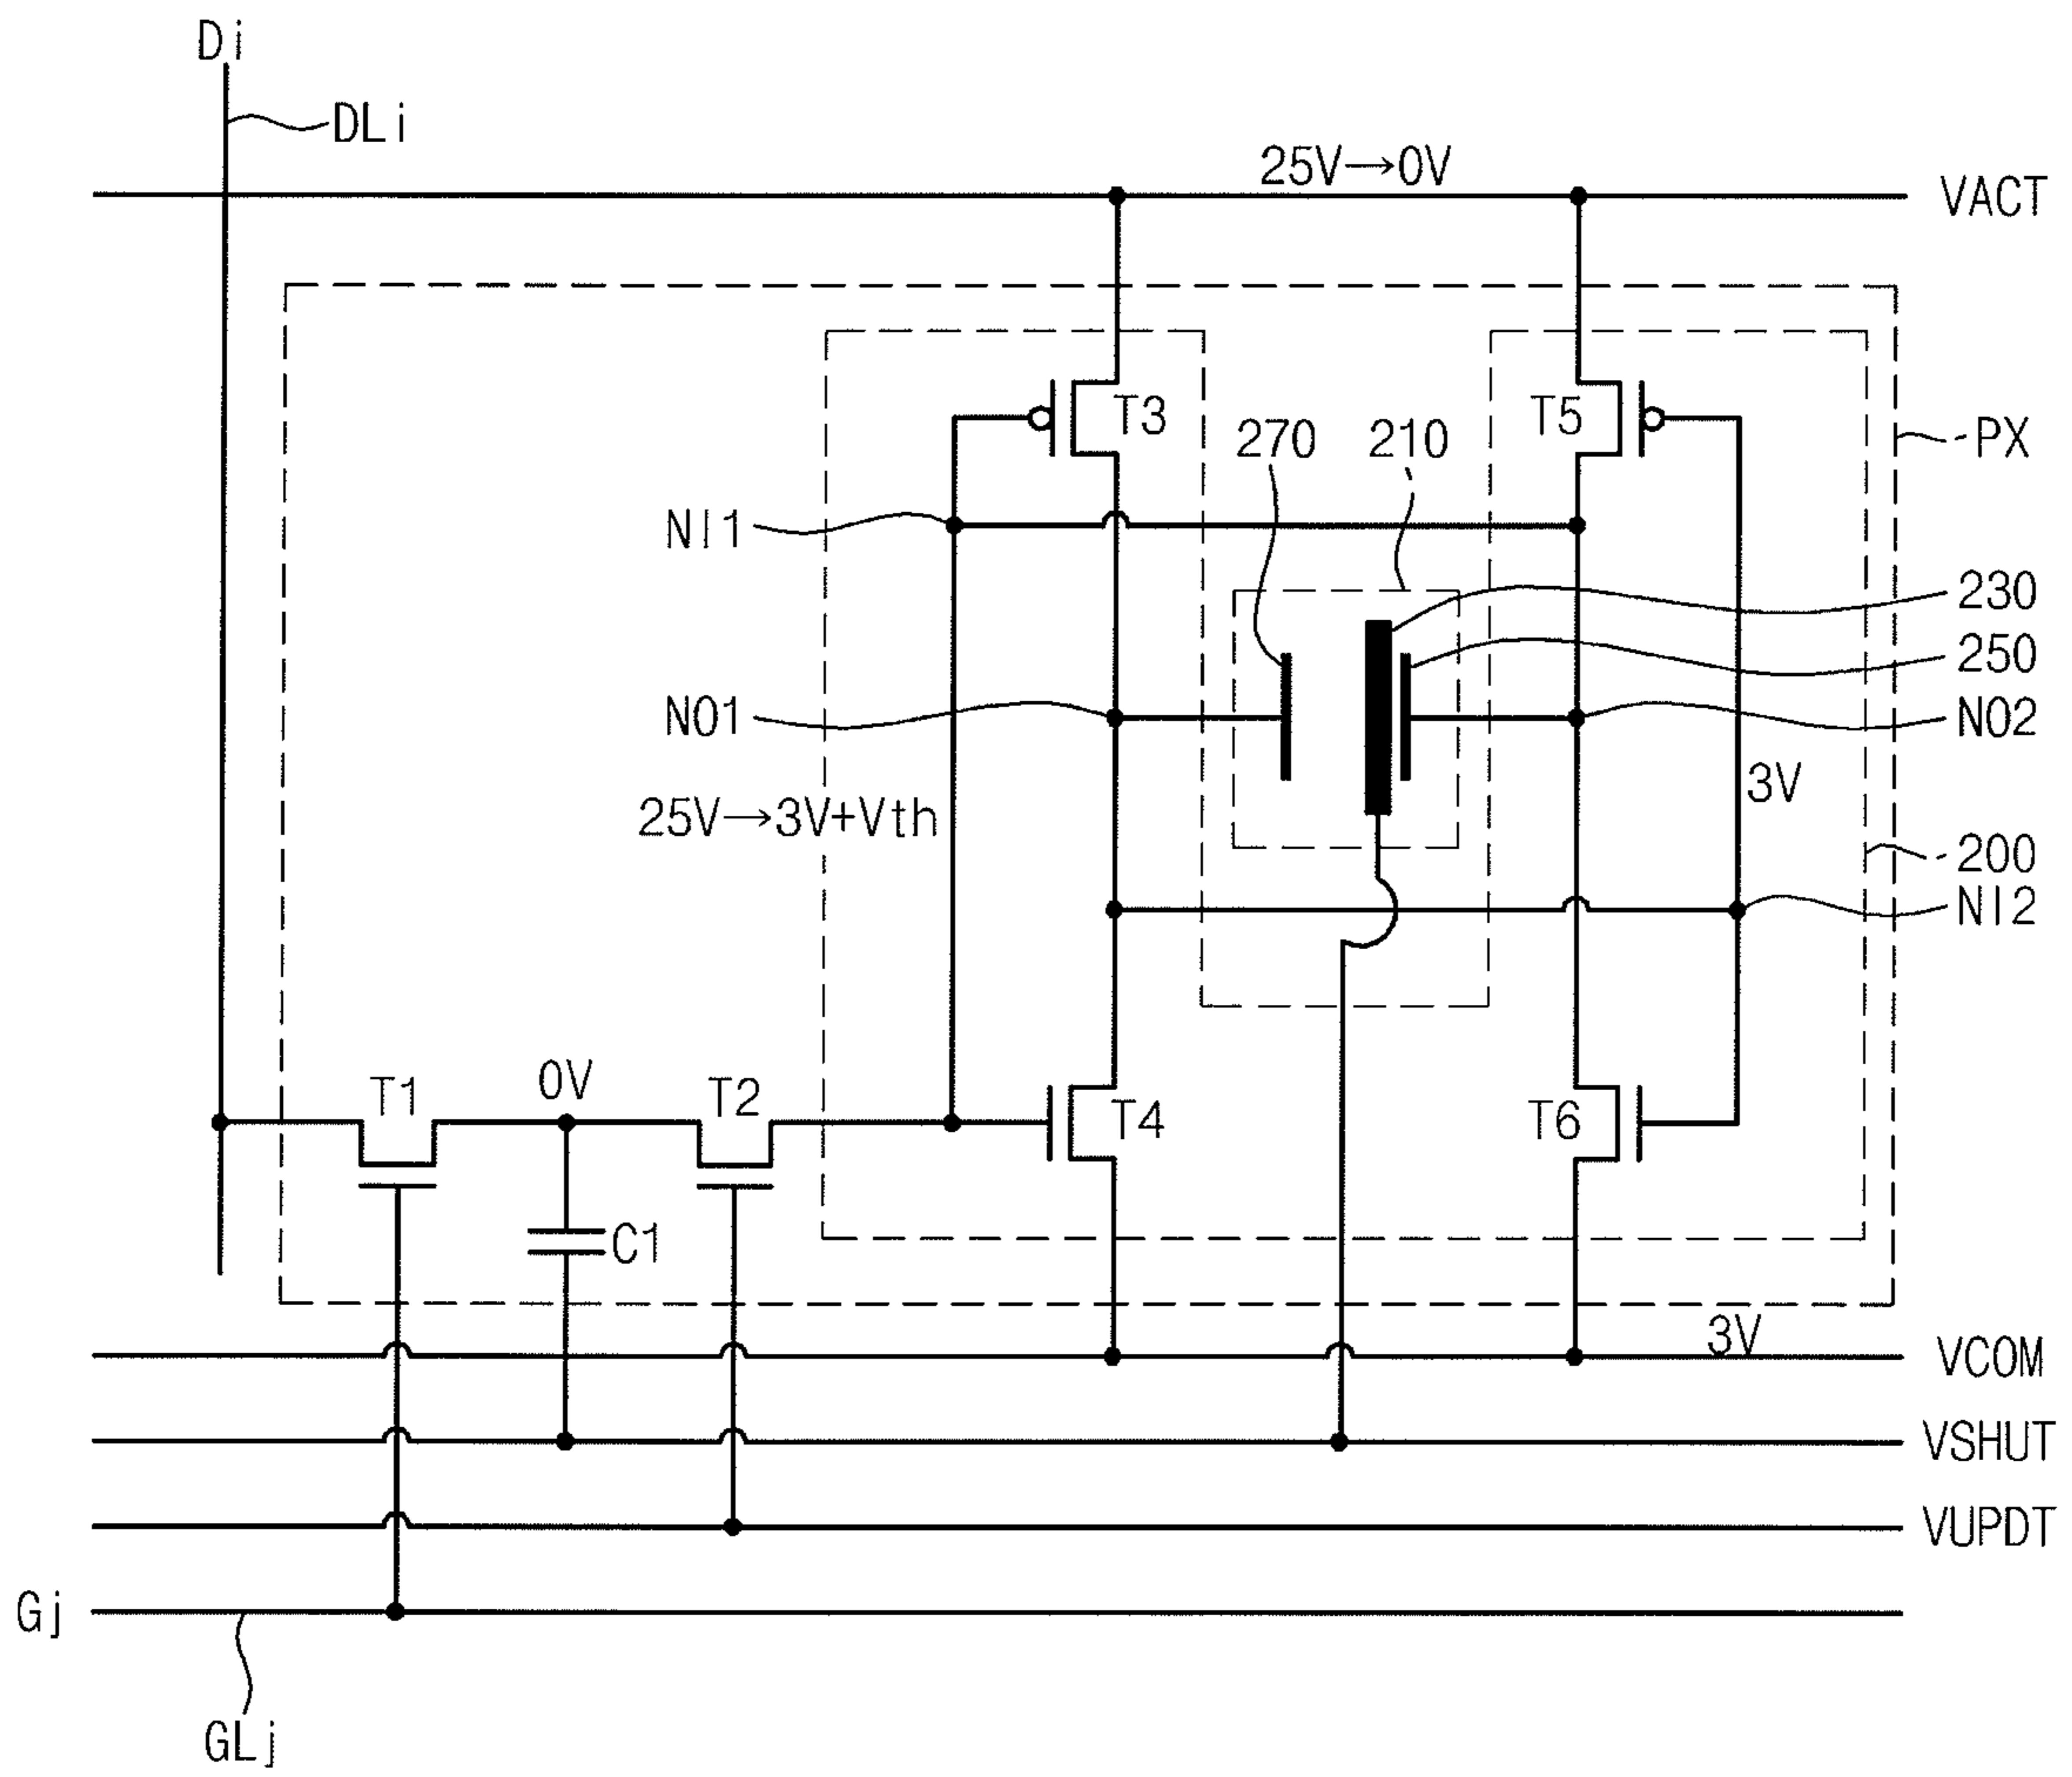 Di
DLi
25V→0V
VACT
T3
T5
270
210
PX
NI1
230
250
NO1
NO2
3V
25V→3V+Vth
200
NI2
T1
0V
T2
T4
T6
C1
3V
VCOM
VSHUT
VUPDT
Gj
GLj